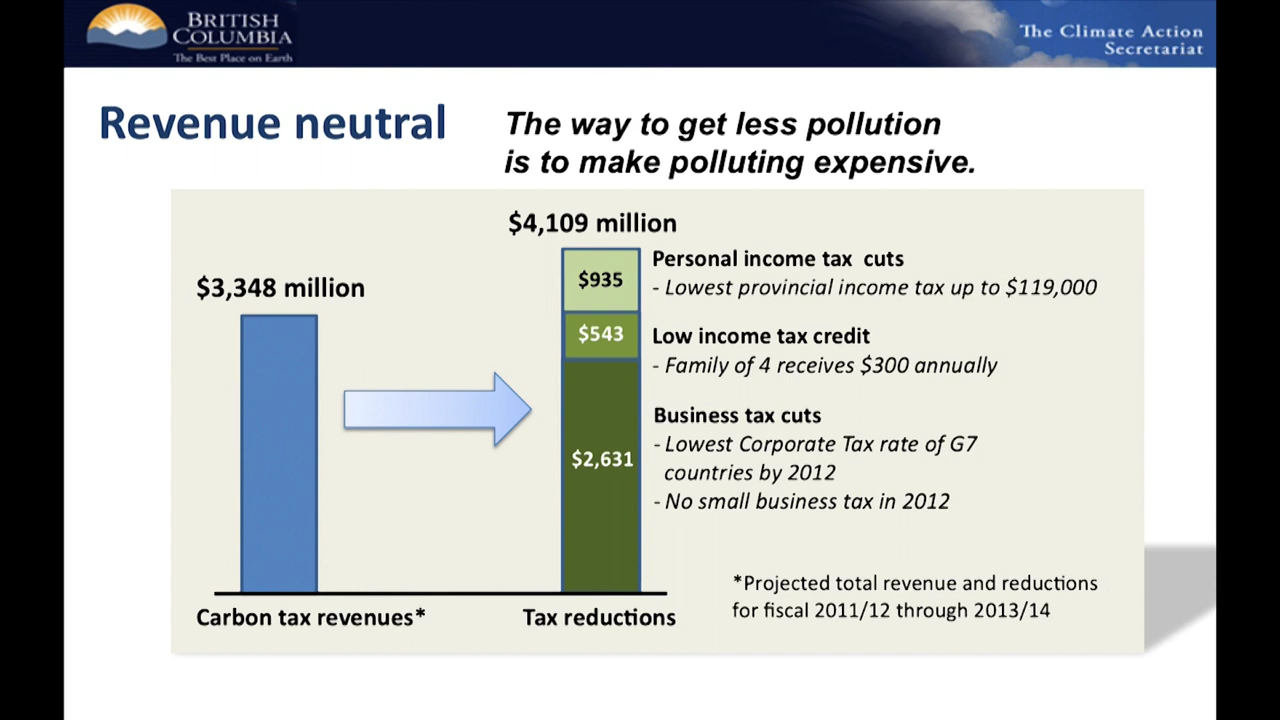 BRITISH
COLUMBIA
The Best Place on Earth
The Climate Action
Secretariat
Revenue neutral
The way to get less pollution
is to make polluting expensive.
$3,348 million
$4,109 million
$935
$543
$2,631
Personal income tax cuts
- Lowest provincial income tax up to $119,000
Low income tax credit
- Family of 4 receives $300 annually
Business tax cuts
- Lowest Corporate Tax rate of G7
countries by 2012
- No small business tax in 2012
*Projected total revenue and reductions
for fiscal 2011/12 through 2013/14
Carbon tax revenues*
Tax reductions